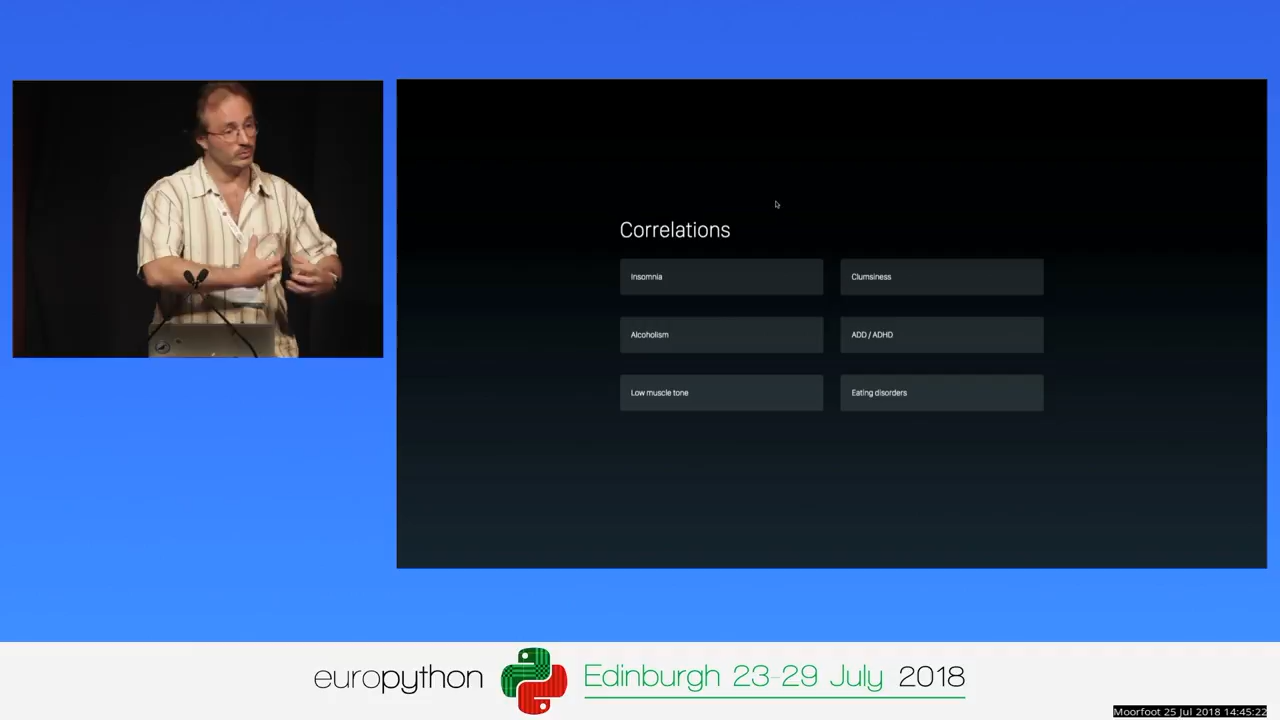 Correlations
Insomnia
Clumsiness
Alcoholism
ADD / ADHD
Low muscle tone
Eating disorders
europython
Edinburgh 23-29 July 2018
Moorfoot 25 Jul 2018 14:45:22